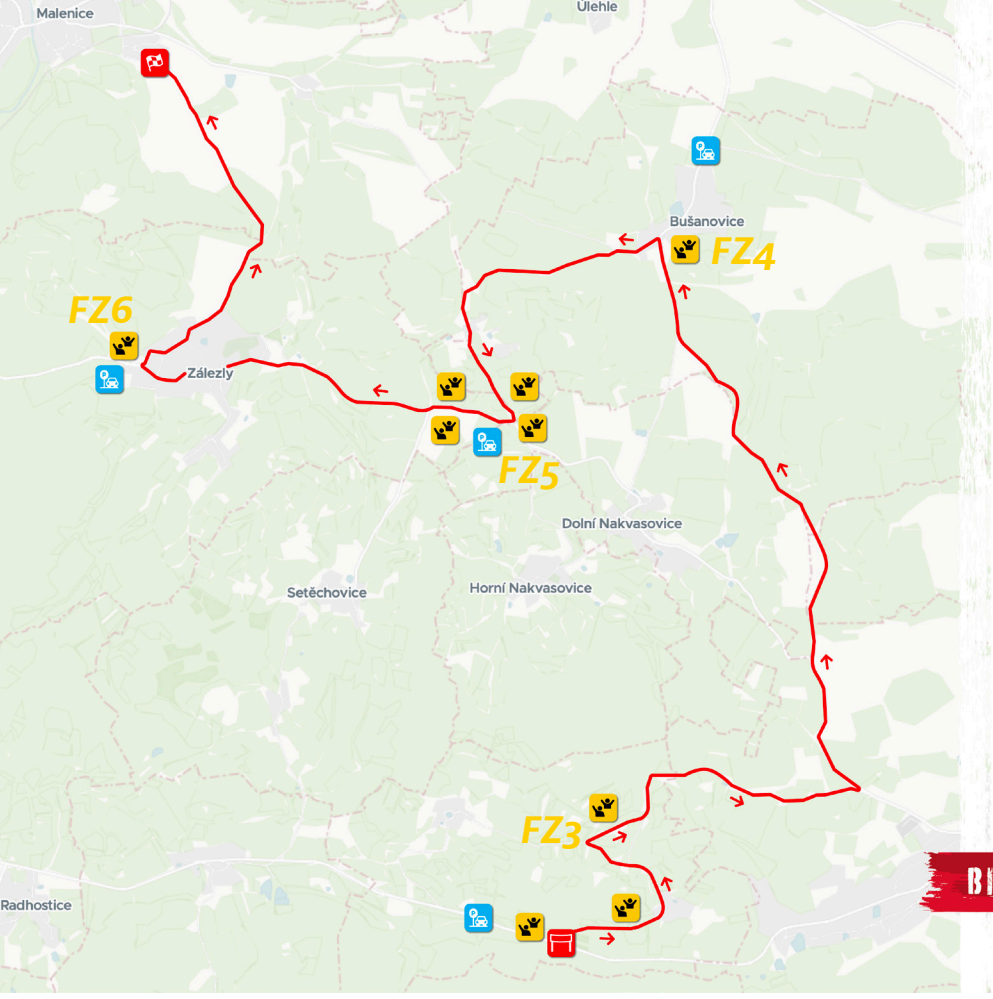 Malenice
Úlehle
Bušanovice
FZ4
FZ6
Zálezly
FZ5
Dolní Nakvasovice
Setěchovice
Horní Nakvasovice
FZ3
Radhostice